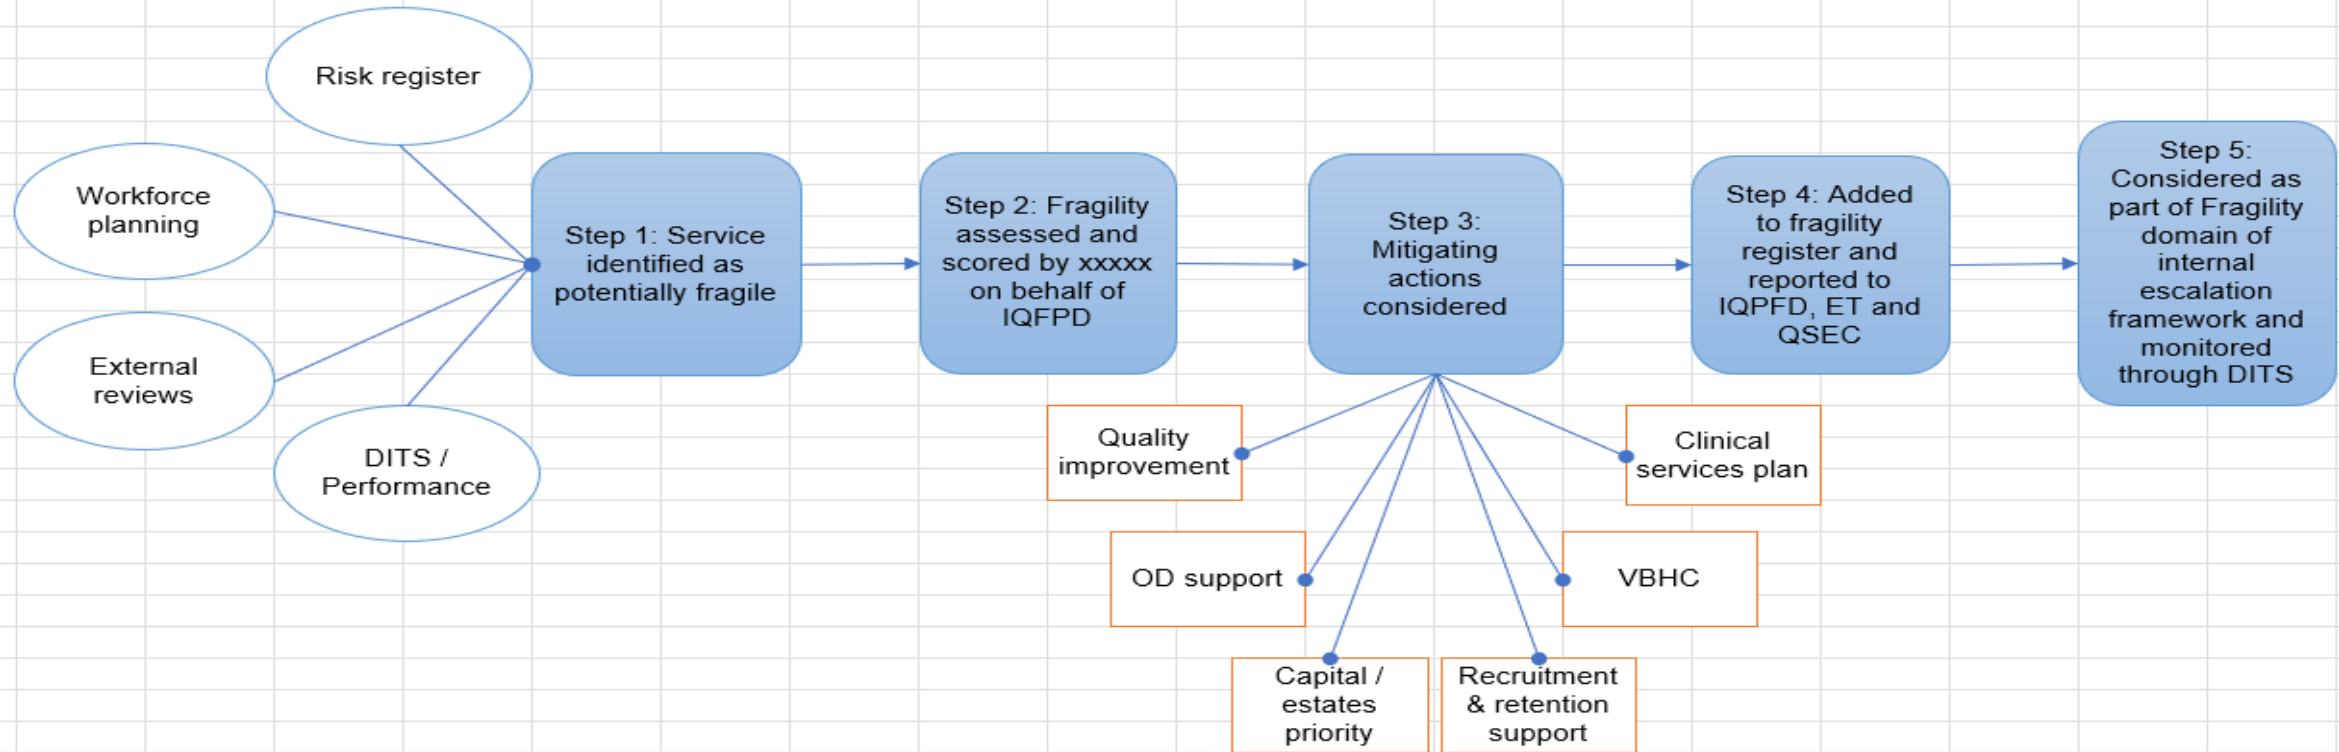 Risk register
Workforce
planning
External
reviews
DITS /
Performance
Step 1: Service
identified as
potentially fragile
Step 2: Fragility
assessed and
scored by xxxxx
on behalf of
IQFPD
Step 3:
Mitigating
actions
considered
Step 4: Added
to fragility
register and
reported to
IQPFD, ET and
QSEC
Step 5:
Considered as
part of Fragility
domain of
internal
escalation
framework and
monitored
through DITS
Quality
improvement
OD support
Capital /
estates
priority
Recruitment
& retention
support
VBHC
Clinical
services plan